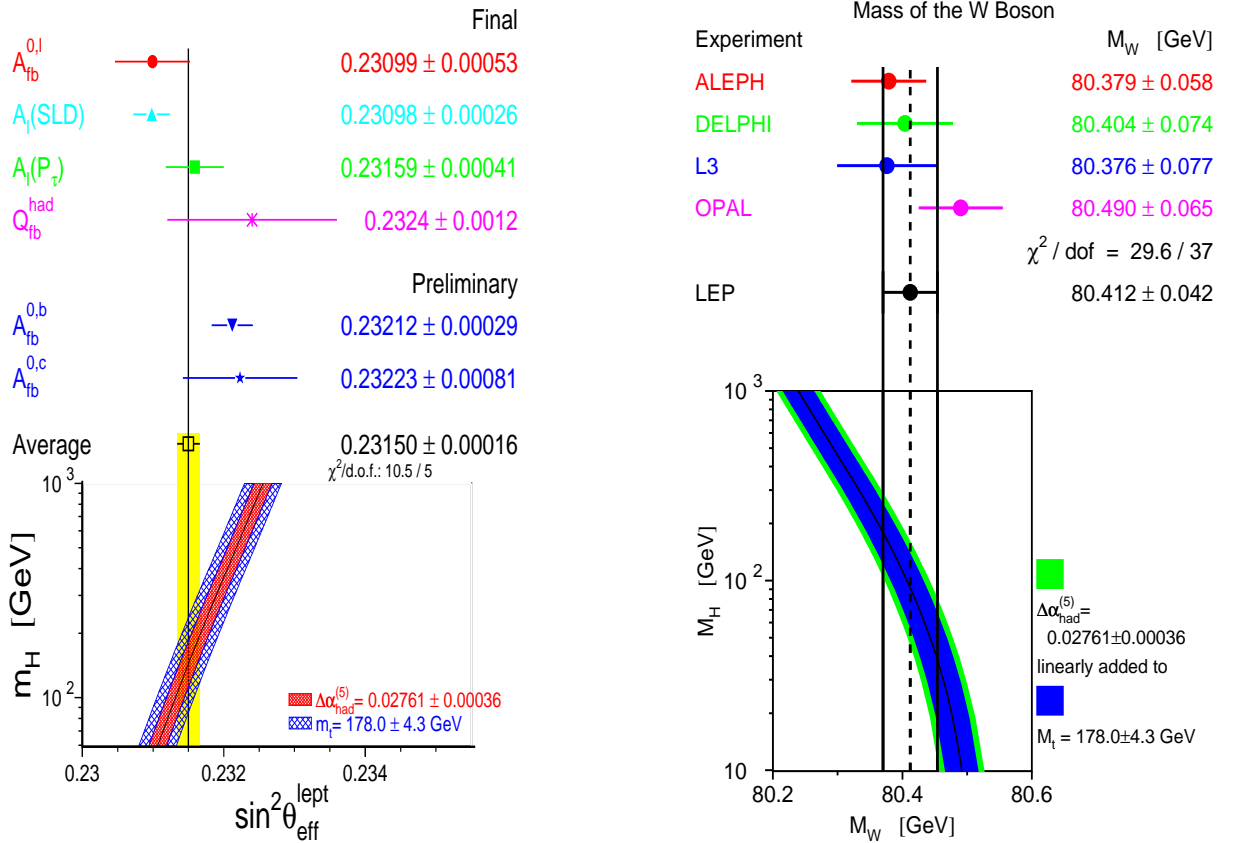 Final
A_fb^0,l 0.23099 ± 0.00053
A_l(SLD) 0.23098 ± 0.00026
A_l(P_τ) 0.23159 ± 0.00041
Q_fb^had 0.2324 ± 0.0012
Preliminary
A_fb^0,b 0.23212 ± 0.00029
A_fb^0,c 0.23223 ± 0.00081
Average 0.23150 ± 0.00016
χ²/d.o.f.: 10.5 / 5
10³
10²
m_H [GeV]
Δα_had^(5) = 0.02761 ± 0.00036
m_t= 178.0 ± 4.3 GeV
0.23 0.232 0.234
sin²θ_eff^lept
Mass of the W Boson
Experiment M_W [GeV]
ALEPH 80.379 ± 0.058
DELPHI 80.404 ± 0.074
L3 80.376 ± 0.077
OPAL 80.490 ± 0.065
χ² / dof = 29.6 / 37
LEP 80.412 ± 0.042
10³
10²
10
M_H [GeV]
Δα_had^(5)=
0.02761±0.00036
linearly added to
M_t = 178.0±4.3 GeV
80.2 80.4 80.6
M_W [GeV]